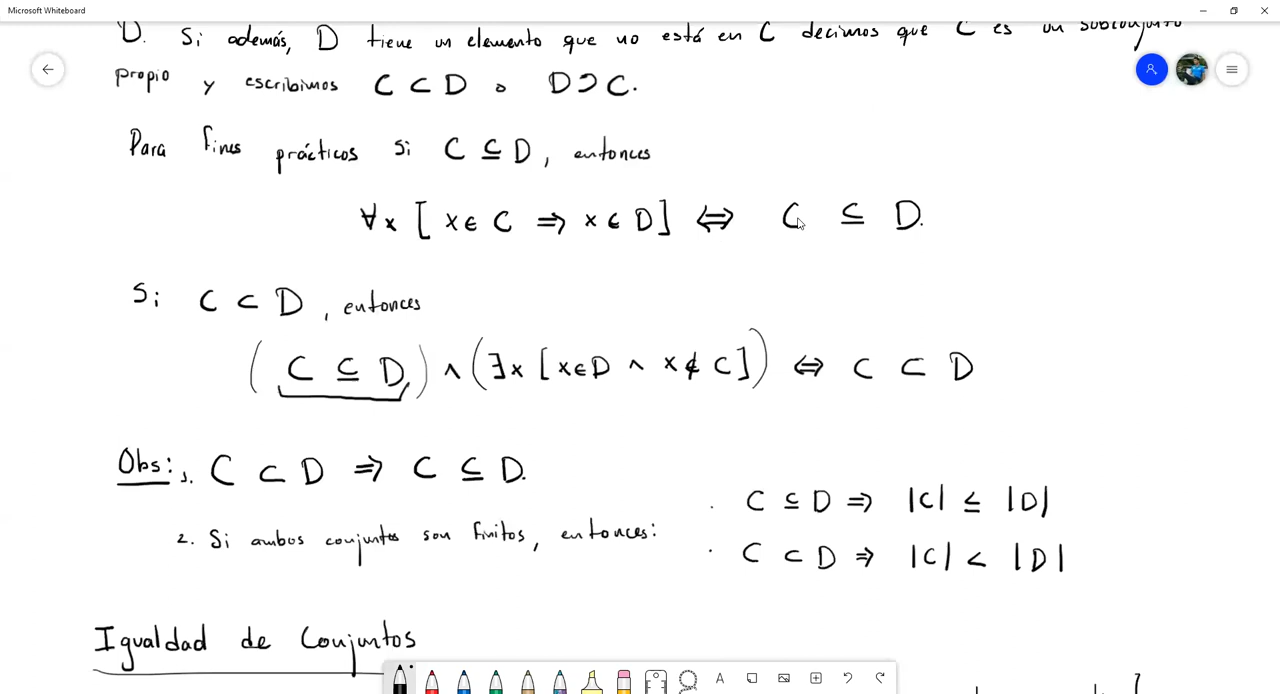 Microsoft Whiteboard
D. Si además, D tiene un elemento que no está en C decimos que C es un subconjunto
propio y escribimos C ⊂ D o D ⊃ C.
Para fines prácticos si C ⊆ D, entonces
∀x [x ∈ C ⇒ x ∈ D] ⇔ C ⊆ D.
Si C ⊂ D, entonces
(C ⊆ D) ∧ (∃x [x ∈ D ∧ x ∉ C]) ⇔ C ⊂ D
Obs: 1. C ⊂ D ⇒ C ⊆ D.
2. Si ambos conjuntos son finitos, entonces:
· C ⊆ D ⇒ |C| ≤ |D|
· C ⊂ D ⇒ |C| < |D|
Igualdad de Conjuntos